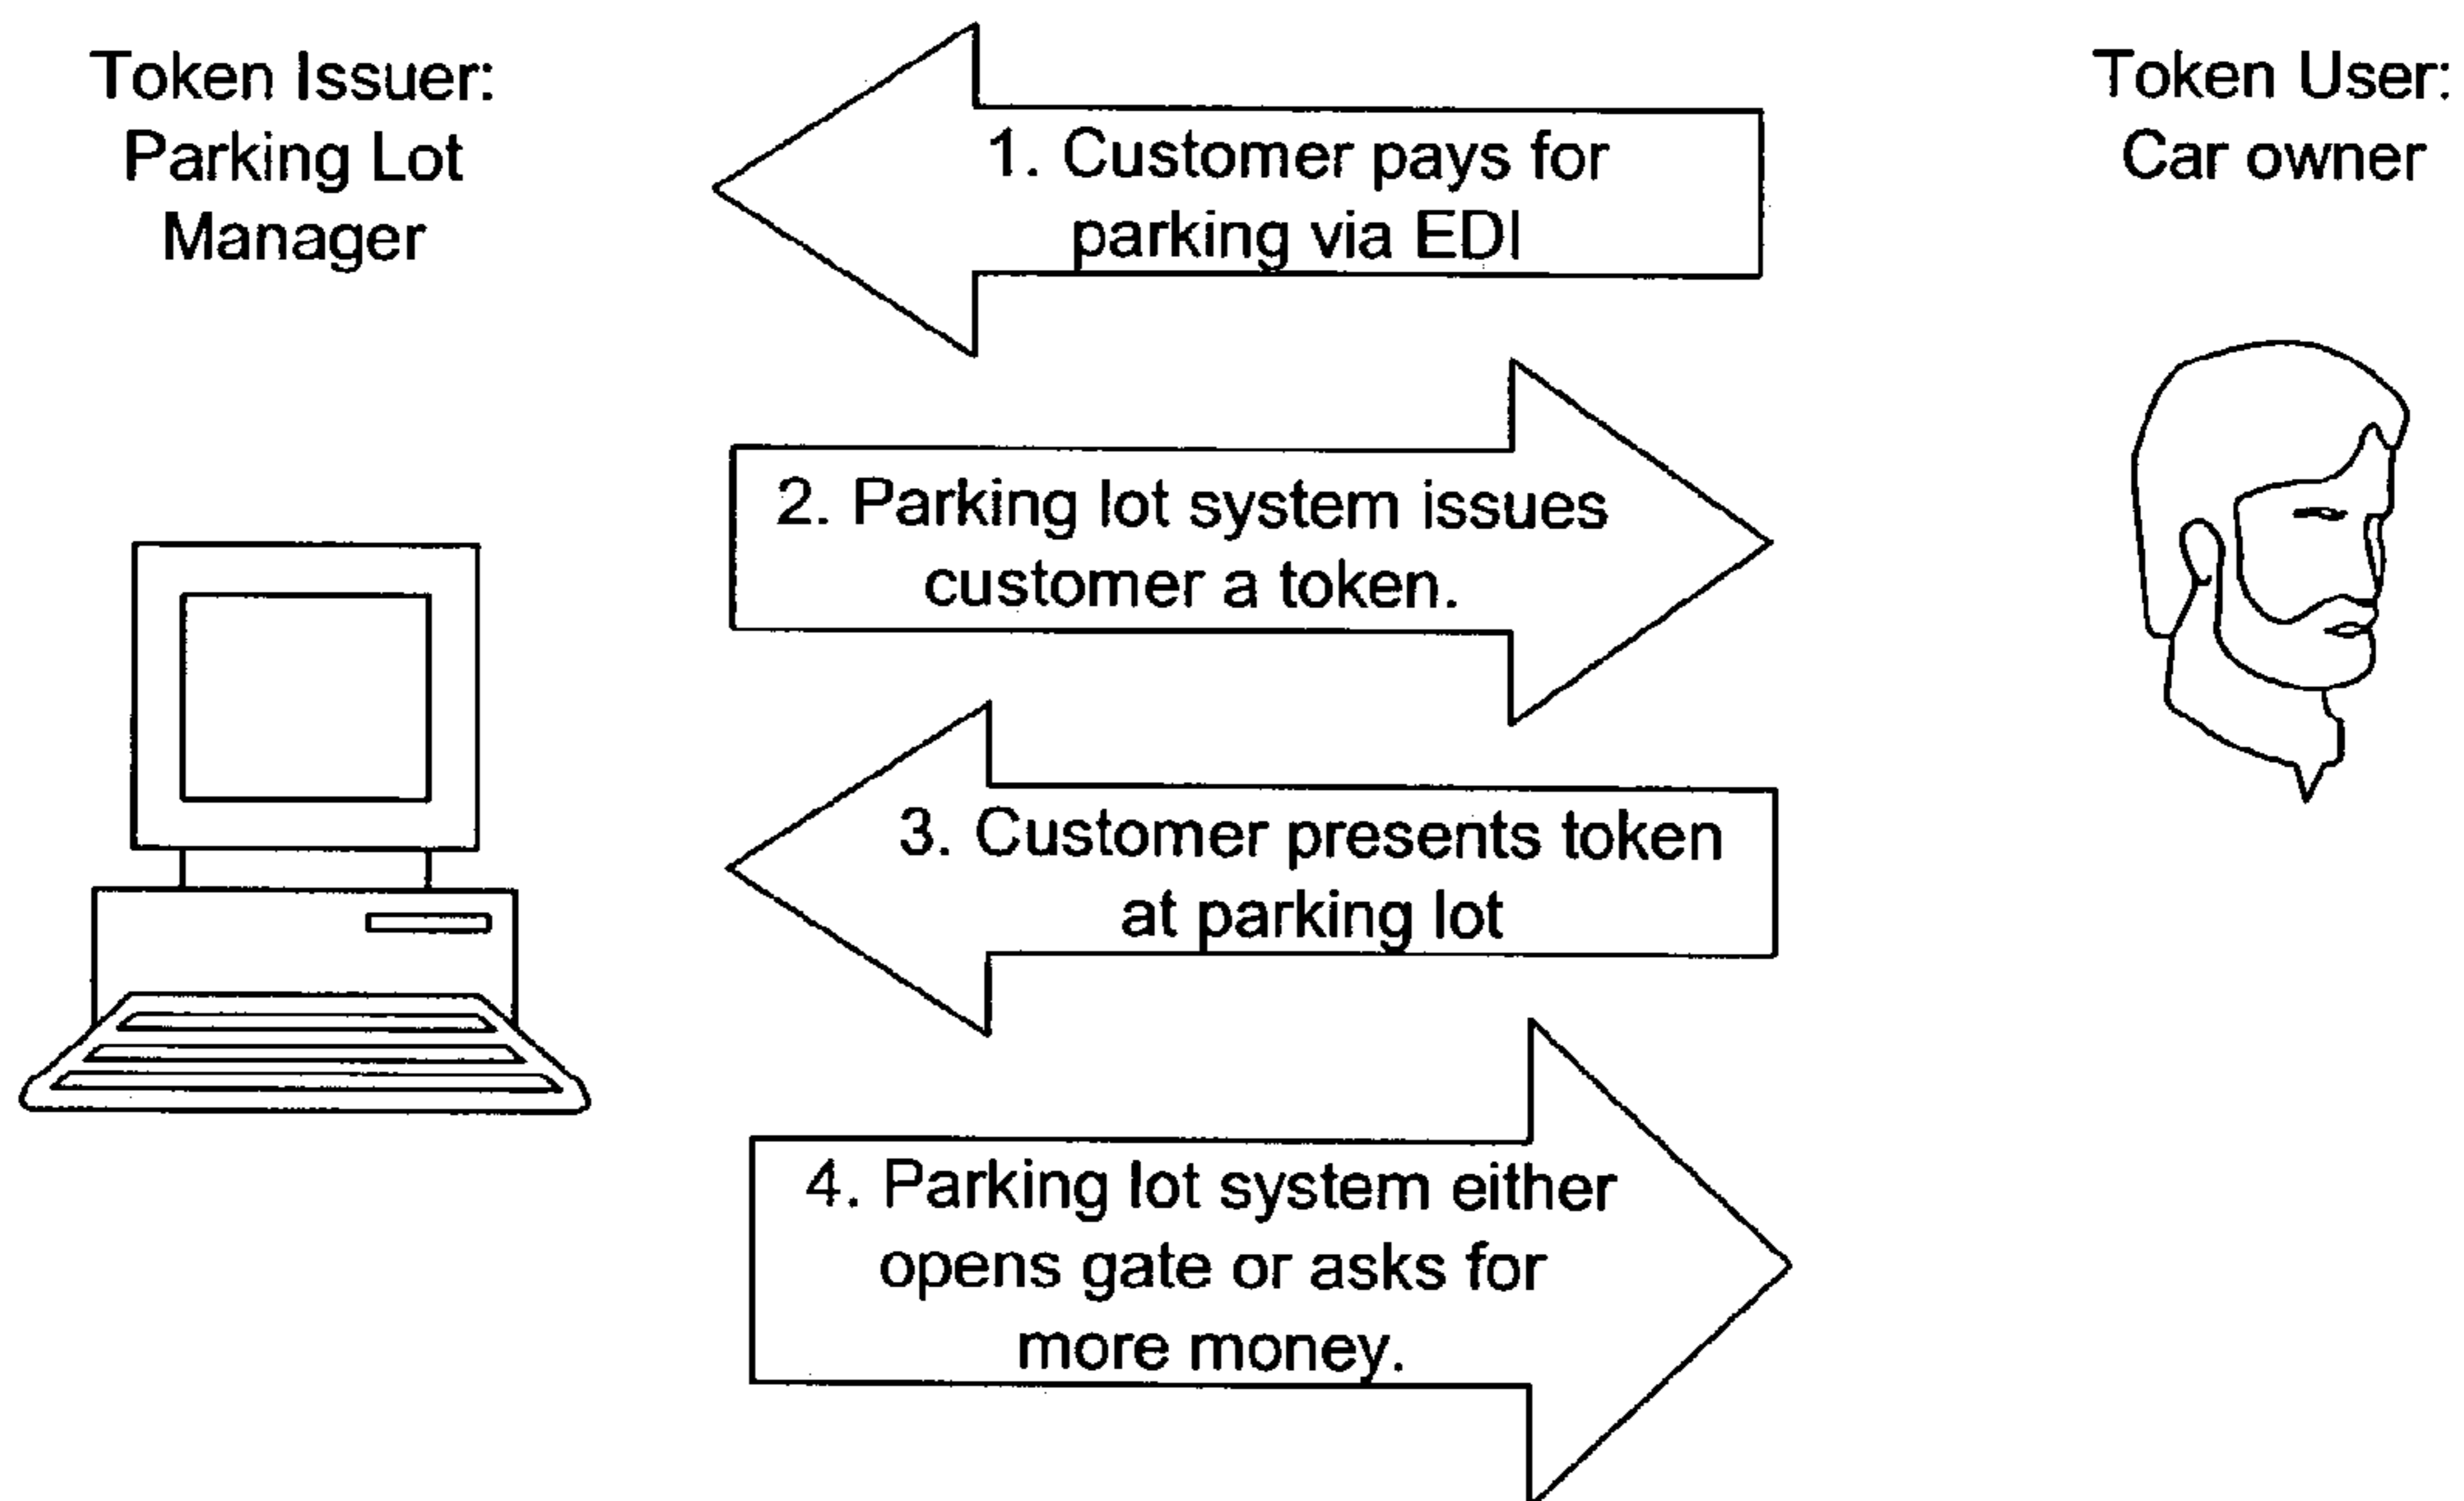 Token Issuer:
Parking Lot
Manager
Token User:
Car owner
1. Customer pays for
parking via EDI
2. Parking lot system issues
customer a token.
3. Customer presents token
at parking lot
4. Parking lot system either
opens gate or asks for
more money.